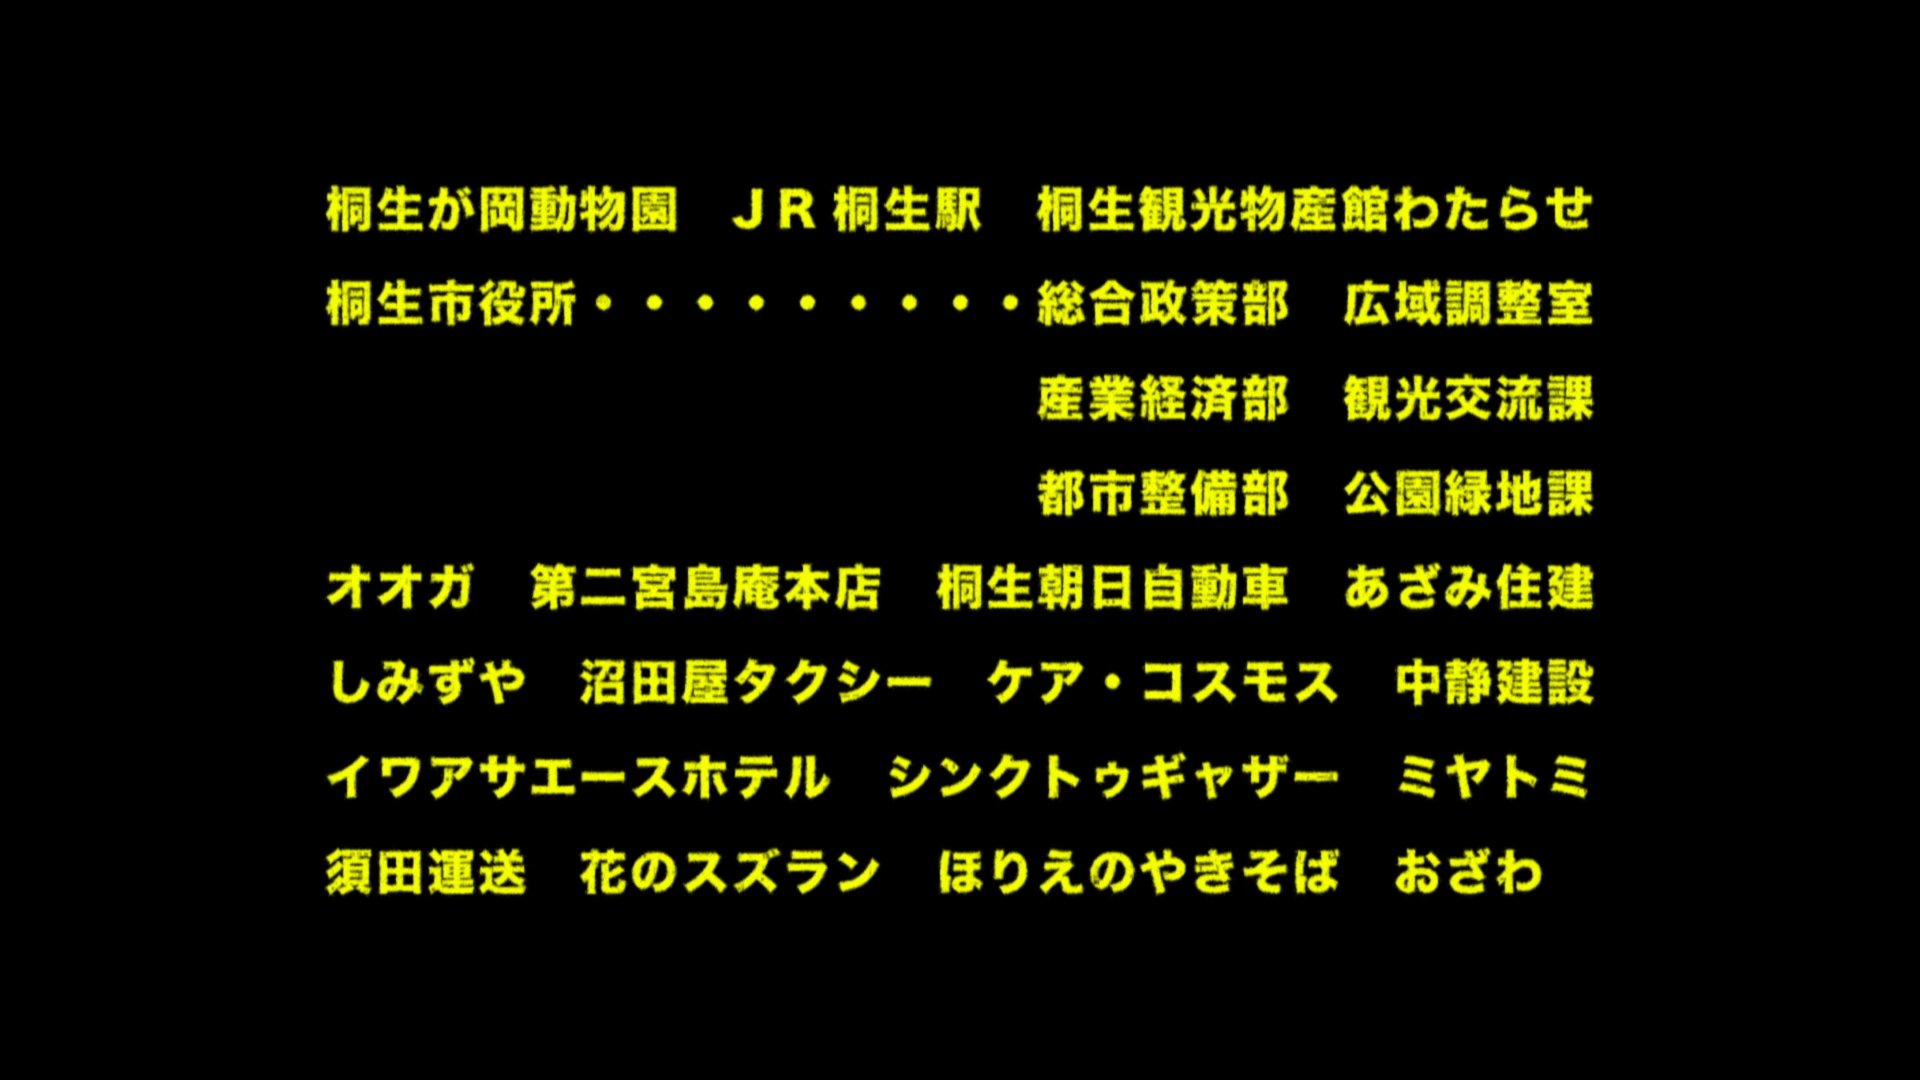 桐生が岡動物園　ＪＲ桐生駅　桐生観光物産館わたらせ
桐生市役所・・・・・・・・・総合政策部　広域調整室
産業経済部　観光交流課
都市整備部　公園緑地課
オオガ　第二宮島庵本店　桐生朝日自動車　あざみ住建
しみずや　沼田屋タクシー　ケア・コスモス　中静建設
イワアサエースホテル　シンクトゥギャザー　ミヤトミ
須田運送　花のスズラン　ほりえのやきそば　おざわ